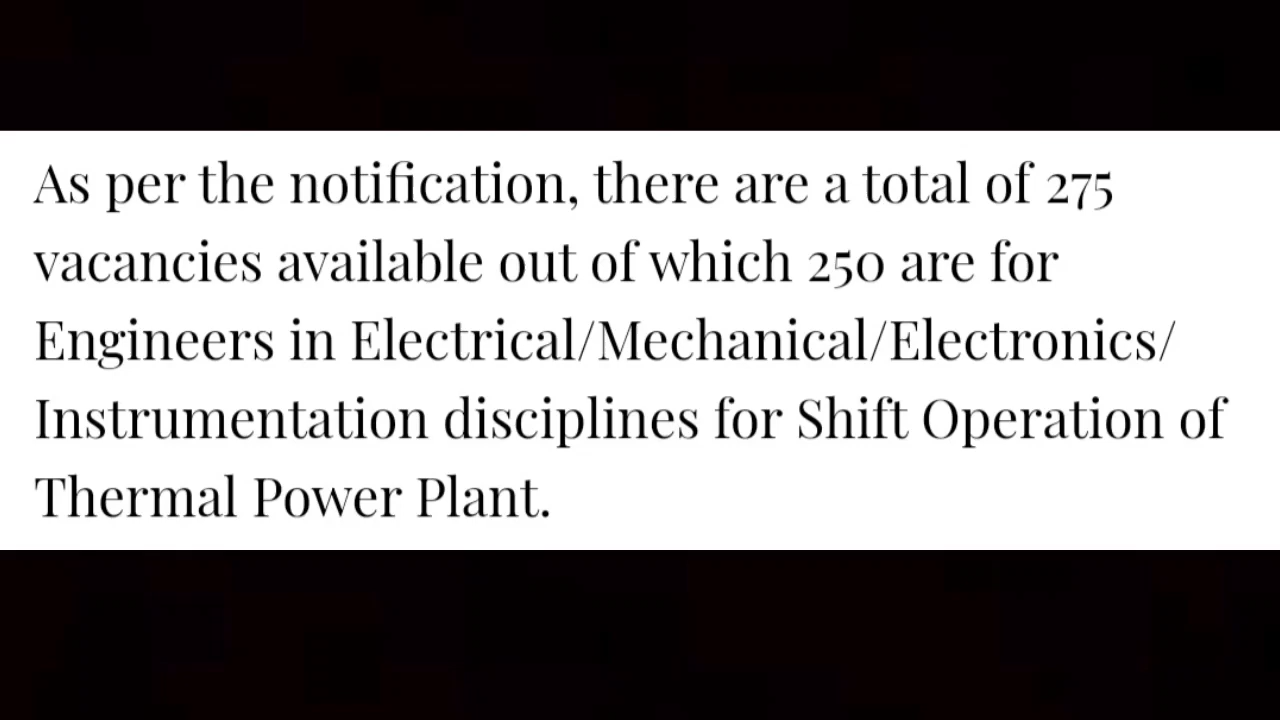 As per the notification, there are a total of 275
vacancies available out of which 250 are for
Engineers in Electrical/Mechanical/Electronics/
Instrumentation disciplines for Shift Operation of
Thermal Power Plant.